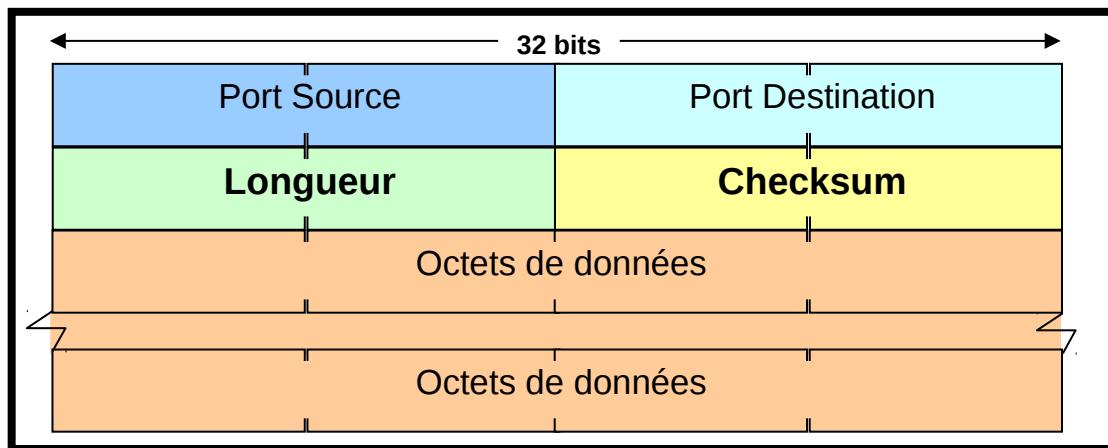 32 bits
Port Source Port Destination
Longueur Checksum
Octets de données
Octets de données